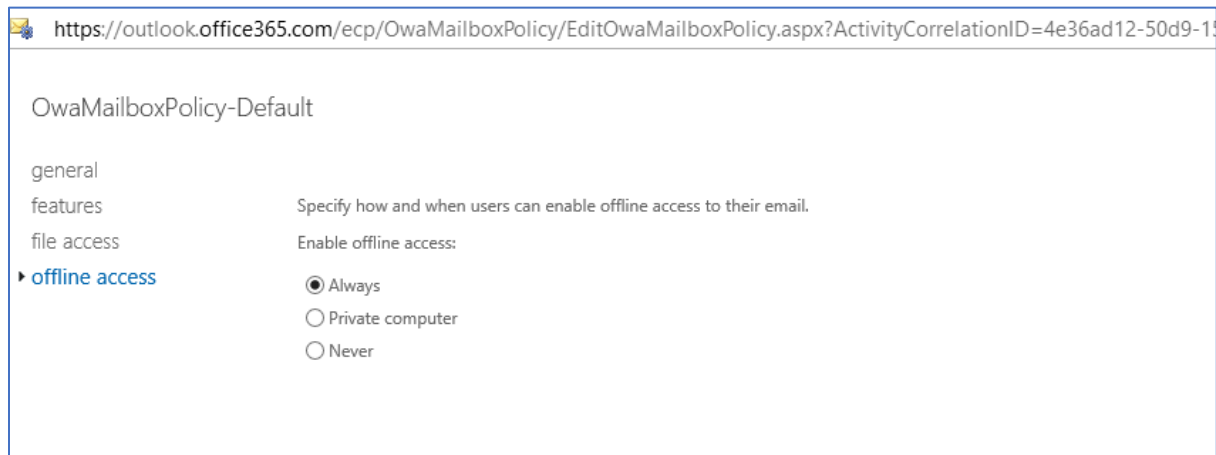 https://outlook.office365.com/ecp/OwaMailboxPolicy/EditOwaMailboxPolicy.aspx?ActivityCorrelationID=4e36ad12-50d9-15
OwaMailboxPolicy-Default
general
features
file access
offline access
Specify how and when users can enable offline access to their email.
Enable offline access:
Always
Private computer
Never